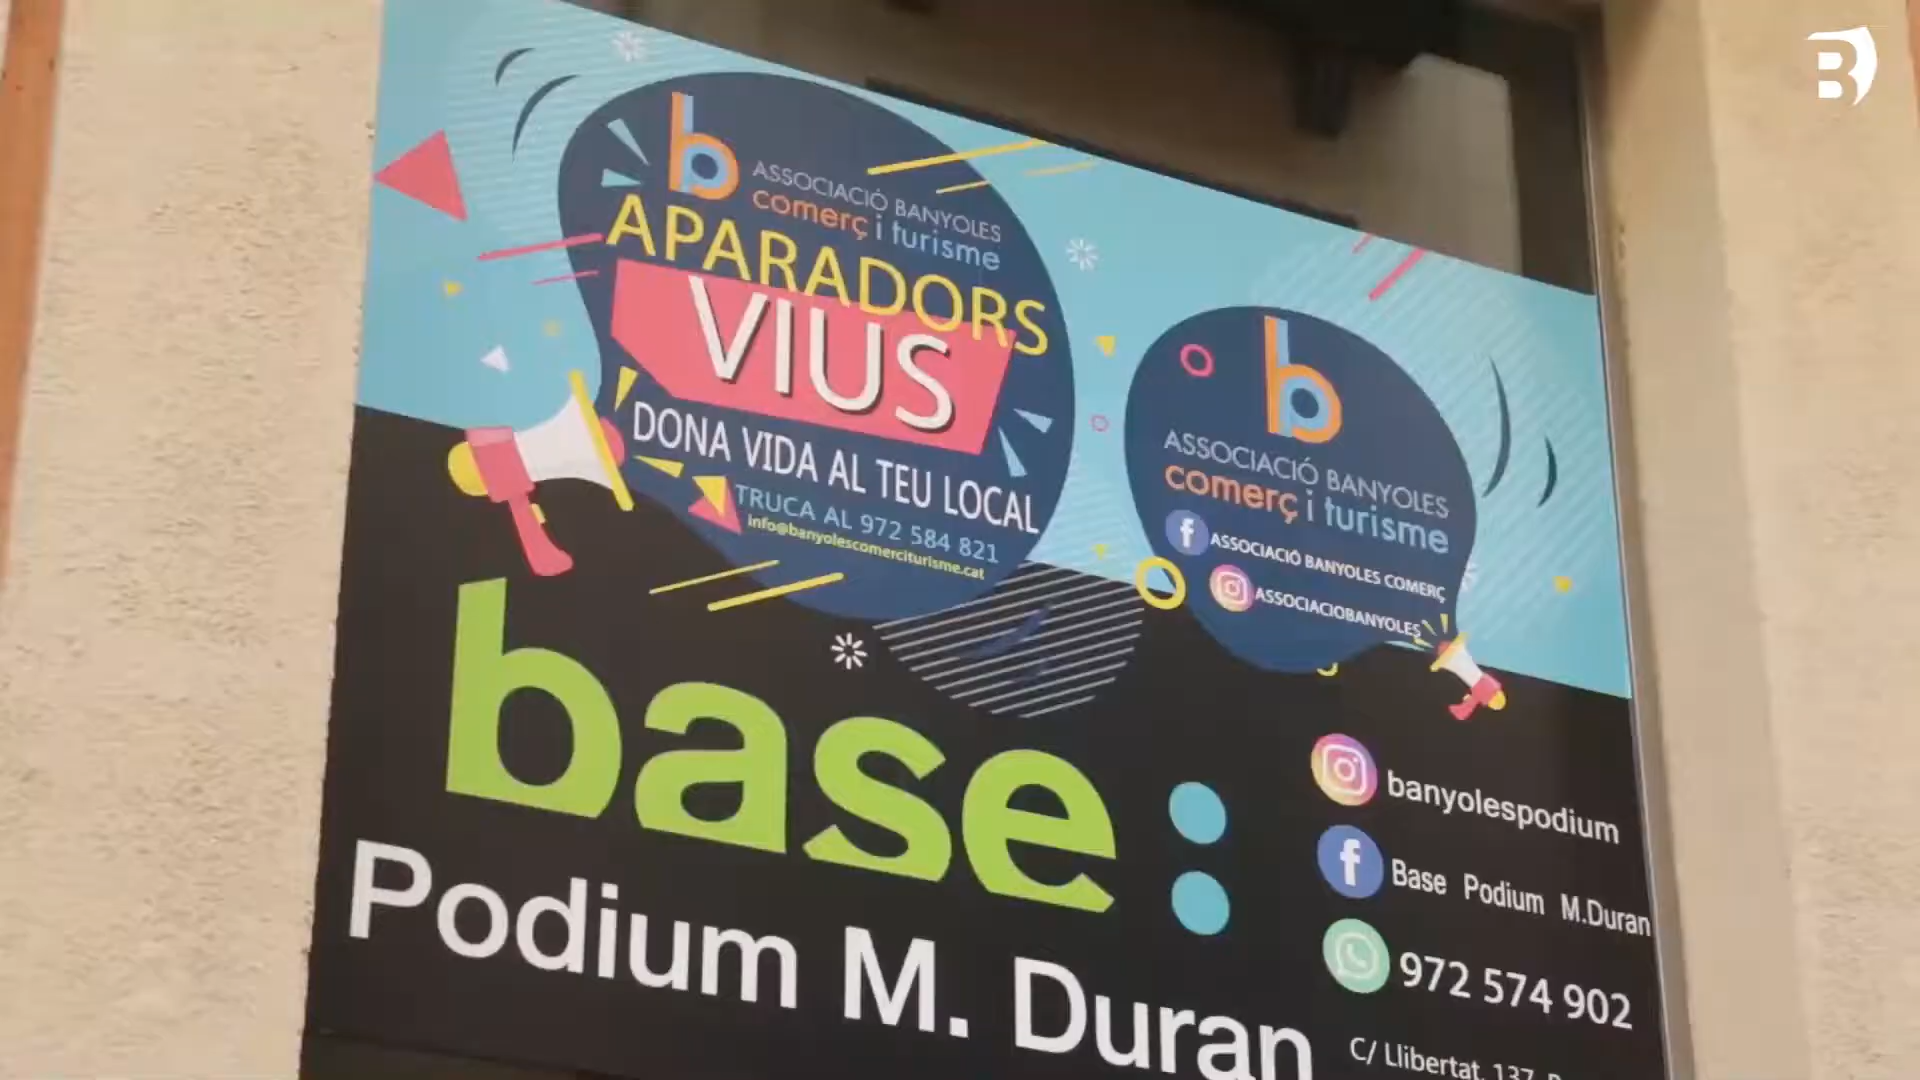 B
b ASSOCIACIÓ BANYOLES
comerç i turisme
APARADORS
VIUS
DONA VIDA AL TEU LOCAL
TRUCA AL 972 584 821
info@banyolescomerciturisme.cat
b
ASSOCIACIÓ BANYOLES
comerç i turisme
ASSOCIACIÓ BANYOLES COMERÇ
ASSOCIACIOBANYOLES
base:
Podium M. Duran
banyolespodium
Base Podium M.Duran
972 574 902
C/ Llibertat, 137